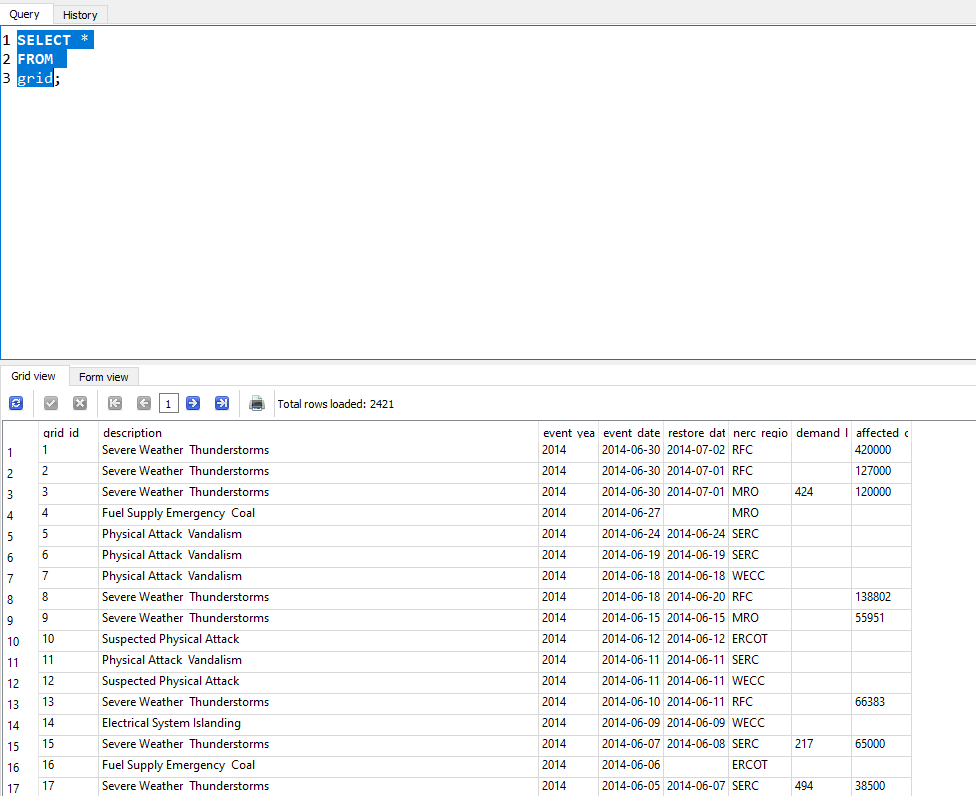 Query History
1 SELECT *
2 FROM
3 grid;
Grid view Form view
1 Total rows loaded: 2421
grid_id description event_yea event_date restore_dat nerc_regio demand_l affected_c
1 1 Severe Weather  Thunderstorms 2014 2014-06-30 2014-07-02 RFC 420000
2 2 Severe Weather  Thunderstorms 2014 2014-06-30 2014-07-01 RFC 127000
3 3 Severe Weather  Thunderstorms 2014 2014-06-30 2014-07-01 MRO 424 120000
4 4 Fuel Supply Emergency  Coal 2014 2014-06-27 MRO
5 5 Physical Attack  Vandalism 2014 2014-06-24 2014-06-24 SERC
6 6 Physical Attack  Vandalism 2014 2014-06-19 2014-06-19 SERC
7 7 Physical Attack  Vandalism 2014 2014-06-18 2014-06-18 WECC
8 8 Severe Weather  Thunderstorms 2014 2014-06-18 2014-06-20 RFC 138802
9 9 Severe Weather  Thunderstorms 2014 2014-06-15 2014-06-15 MRO 55951
10 10 Suspected Physical Attack 2014 2014-06-12 2014-06-12 ERCOT
11 11 Physical Attack  Vandalism 2014 2014-06-11 2014-06-11 SERC
12 12 Suspected Physical Attack 2014 2014-06-11 2014-06-11 WECC
13 13 Severe Weather  Thunderstorms 2014 2014-06-10 2014-06-11 RFC 66383
14 14 Electrical System Islanding 2014 2014-06-09 2014-06-09 WECC
15 15 Severe Weather  Thunderstorms 2014 2014-06-07 2014-06-08 SERC 217 65000
16 16 Fuel Supply Emergency  Coal 2014 2014-06-06 ERCOT
17 17 Severe Weather  Thunderstorms 2014 2014-06-05 2014-06-07 SERC 494 38500